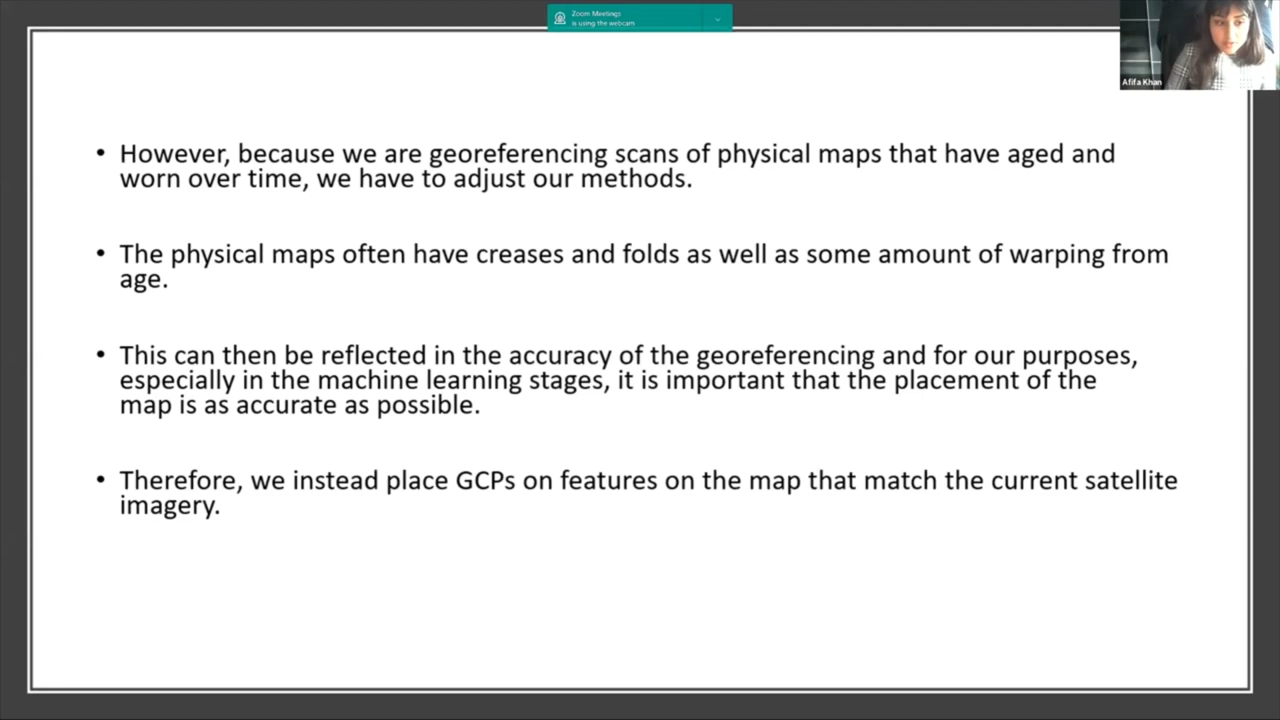 Zoom Meetings
is using the webcam
Afifa Khan
• However, because we are georeferencing scans of physical maps that have aged and
worn over time, we have to adjust our methods.
• The physical maps often have creases and folds as well as some amount of warping from
age.
• This can then be reflected in the accuracy of the georeferencing and for our purposes,
especially in the machine learning stages, it is important that the placement of the
map is as accurate as possible.
• Therefore, we instead place GCPs on features on the map that match the current satellite
imagery.